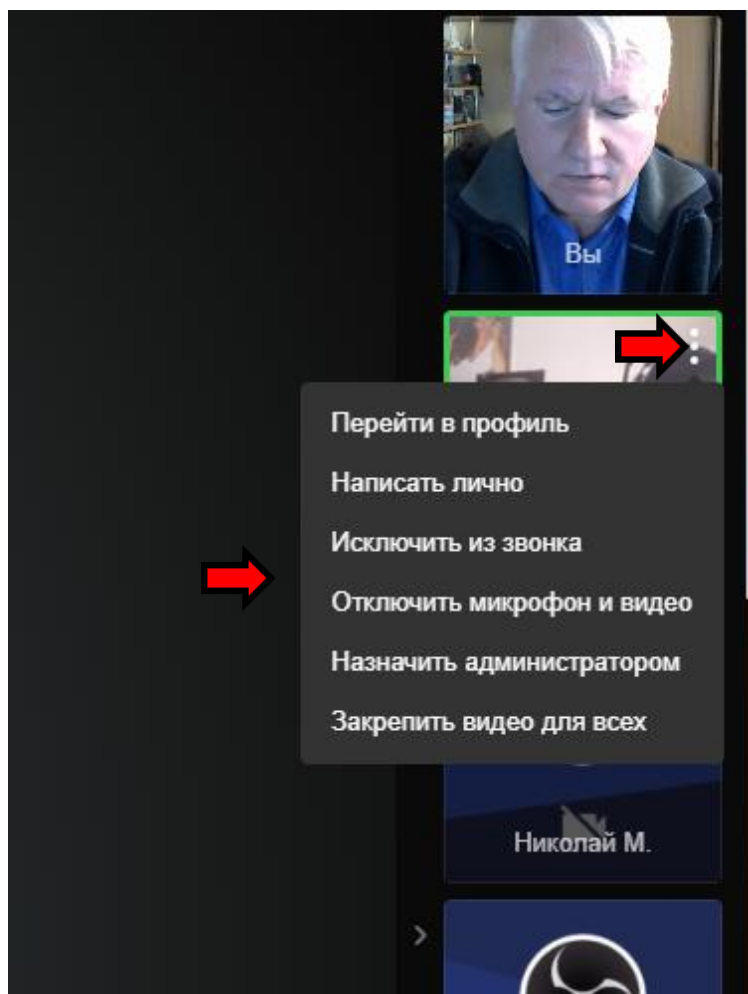 Вы
Перейти в профиль
Написать лично
Исключить из звонка
Отключить микрофон и видео
Назначить администратором
Закрепить видео для всех
Николай М.